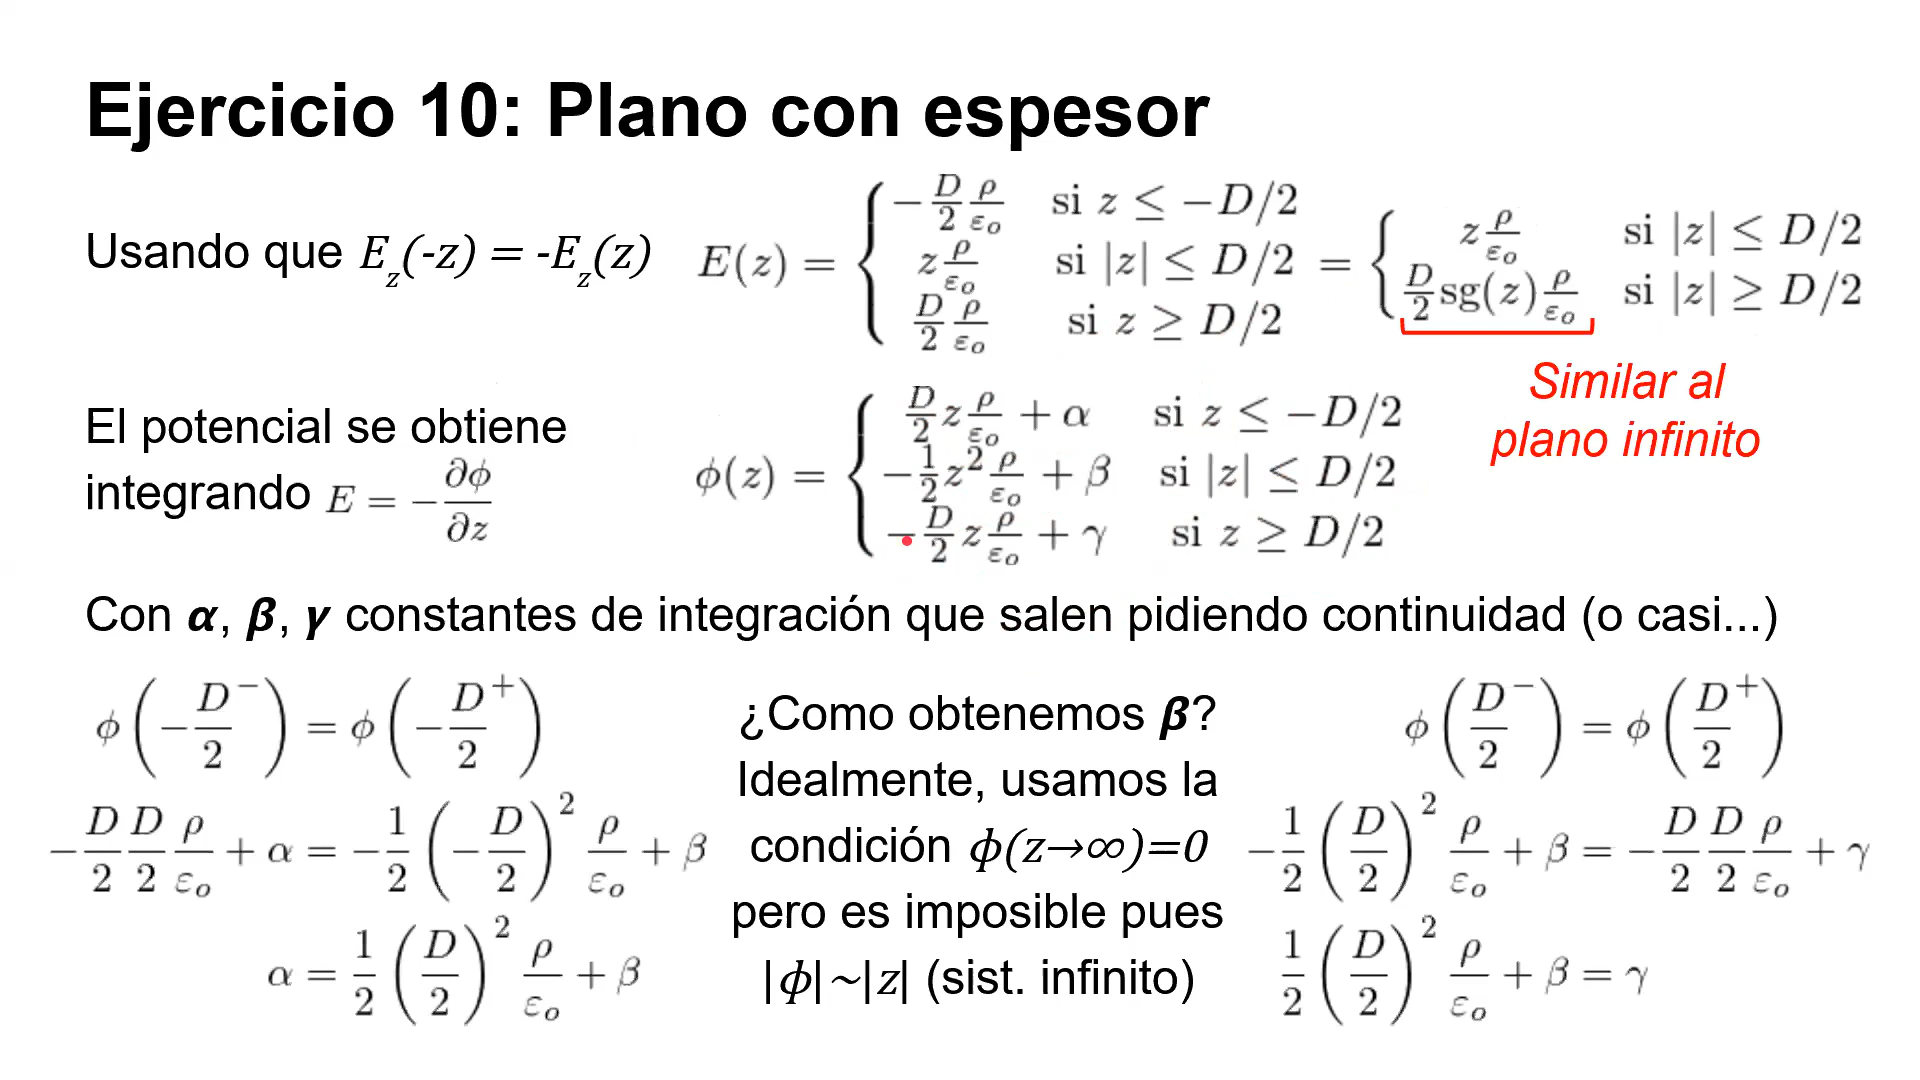 Ejercicio 10: Plano con espesor
Usando que E_z(-z) = -E_z(z)
E(z) = { -D/2 ρ/ε_o si z ≤ -D/2
z ρ/ε_o si |z| ≤ D/2
D/2 ρ/ε_o si z ≥ D/2
= { z ρ/ε_o si |z| ≤ D/2
D/2 sg(z) ρ/ε_o si |z| ≥ D/2
Similar al
plano infinito
El potencial se obtiene
integrando E = -∂ϕ/∂z
ϕ(z) = { D/2 z ρ/ε_o + α si z ≤ -D/2
-1/2 z² ρ/ε_o + β si |z| ≤ D/2
-D/2 z ρ/ε_o + γ si z ≥ D/2
Con α, β, γ constantes de integración que salen pidiendo continuidad (o casi...)
ϕ(-D⁻/2) = ϕ(-D⁺/2)
-D/2 D/2 ρ/ε_o + α = -1/2 (-D/2)² ρ/ε_o + β
α = 1/2 (D/2)² ρ/ε_o + β
¿Como obtenemos β?
Idealmente, usamos la
condición ϕ(z→∞)=0
pero es imposible pues
|ϕ|~|z| (sist. infinito)
ϕ(D⁻/2) = ϕ(D⁺/2)
-1/2 (D/2)² ρ/ε_o + β = -D/2 D/2 ρ/ε_o + γ
1/2 (D/2)² ρ/ε_o + β = γ